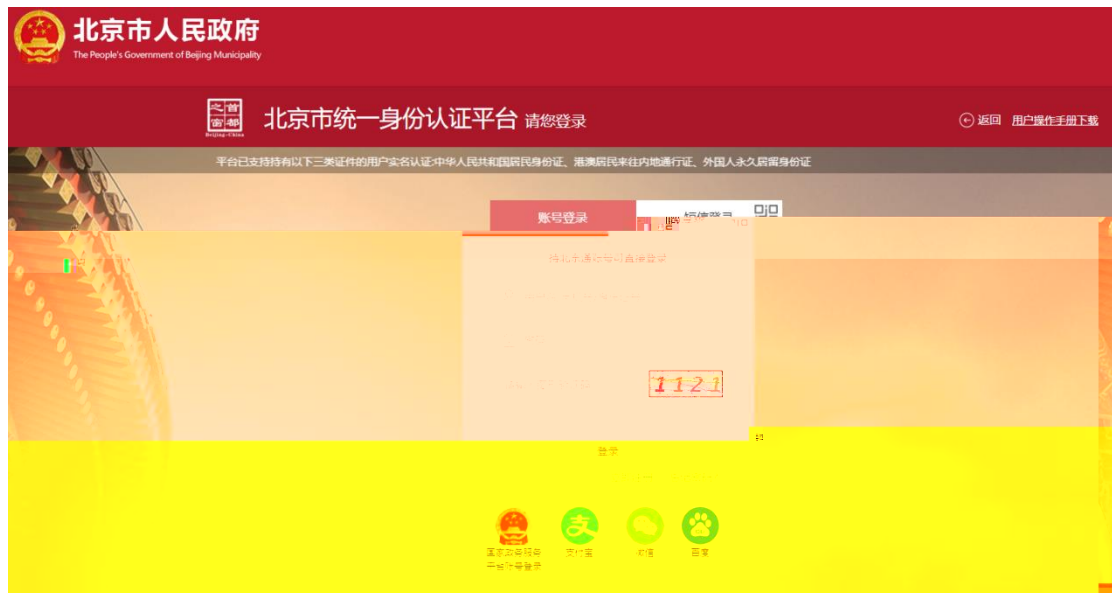 北京市人民政府
The People's Government of Beijing Municipality
之首
窗都
Beijing-China
北京市统一身份认证平台 请您登录
返回 用户操作手册下载
平台已支持持有以下三类证件的用户实名认证:中华人民共和国居民身份证、港澳居民来往内地通行证、外国人永久居留身份证
账号登录 短信登录
1121
登录
国家政务服务 支付宝 微信 百度
平台账号登录